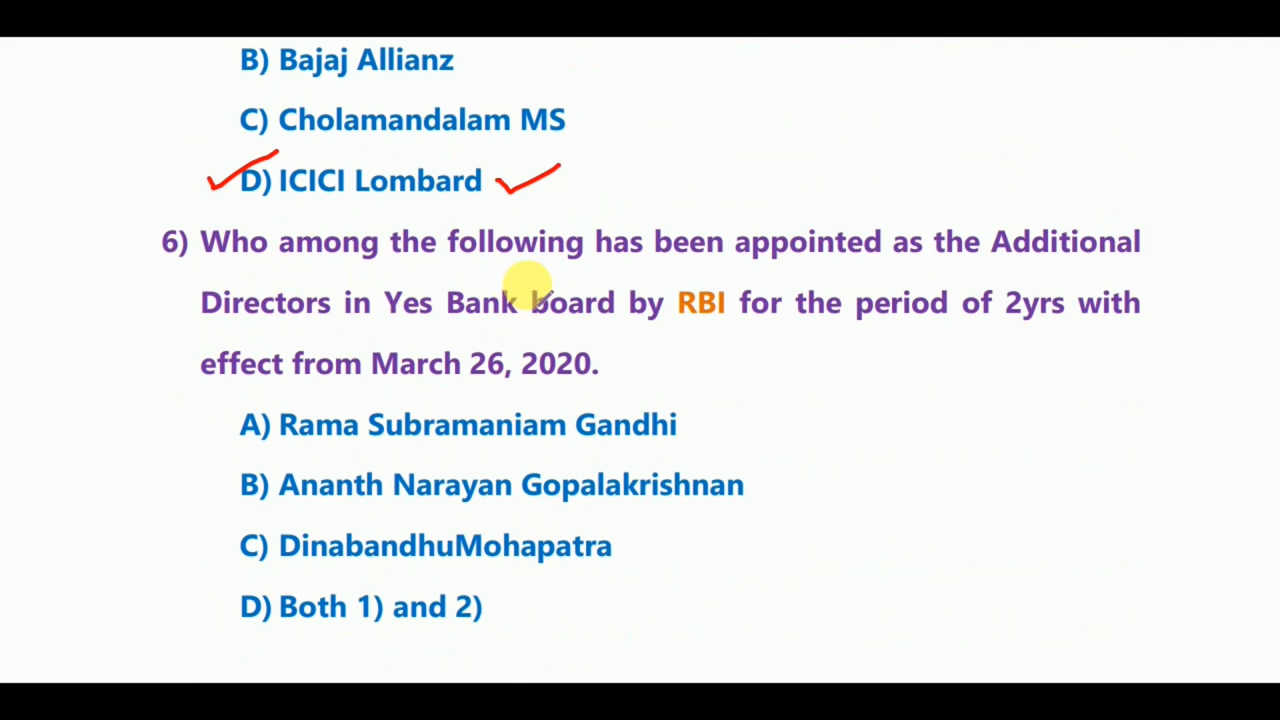 B) Bajaj Allianz
C) Cholamandalam MS
D) ICICI Lombard
6) Who among the following has been appointed as the Additional
Directors in Yes Bank board by RBI for the period of 2yrs with
effect from March 26, 2020.
A) Rama Subramaniam Gandhi
B) Ananth Narayan Gopalakrishnan
C) DinabandhuMohapatra
D) Both 1) and 2)